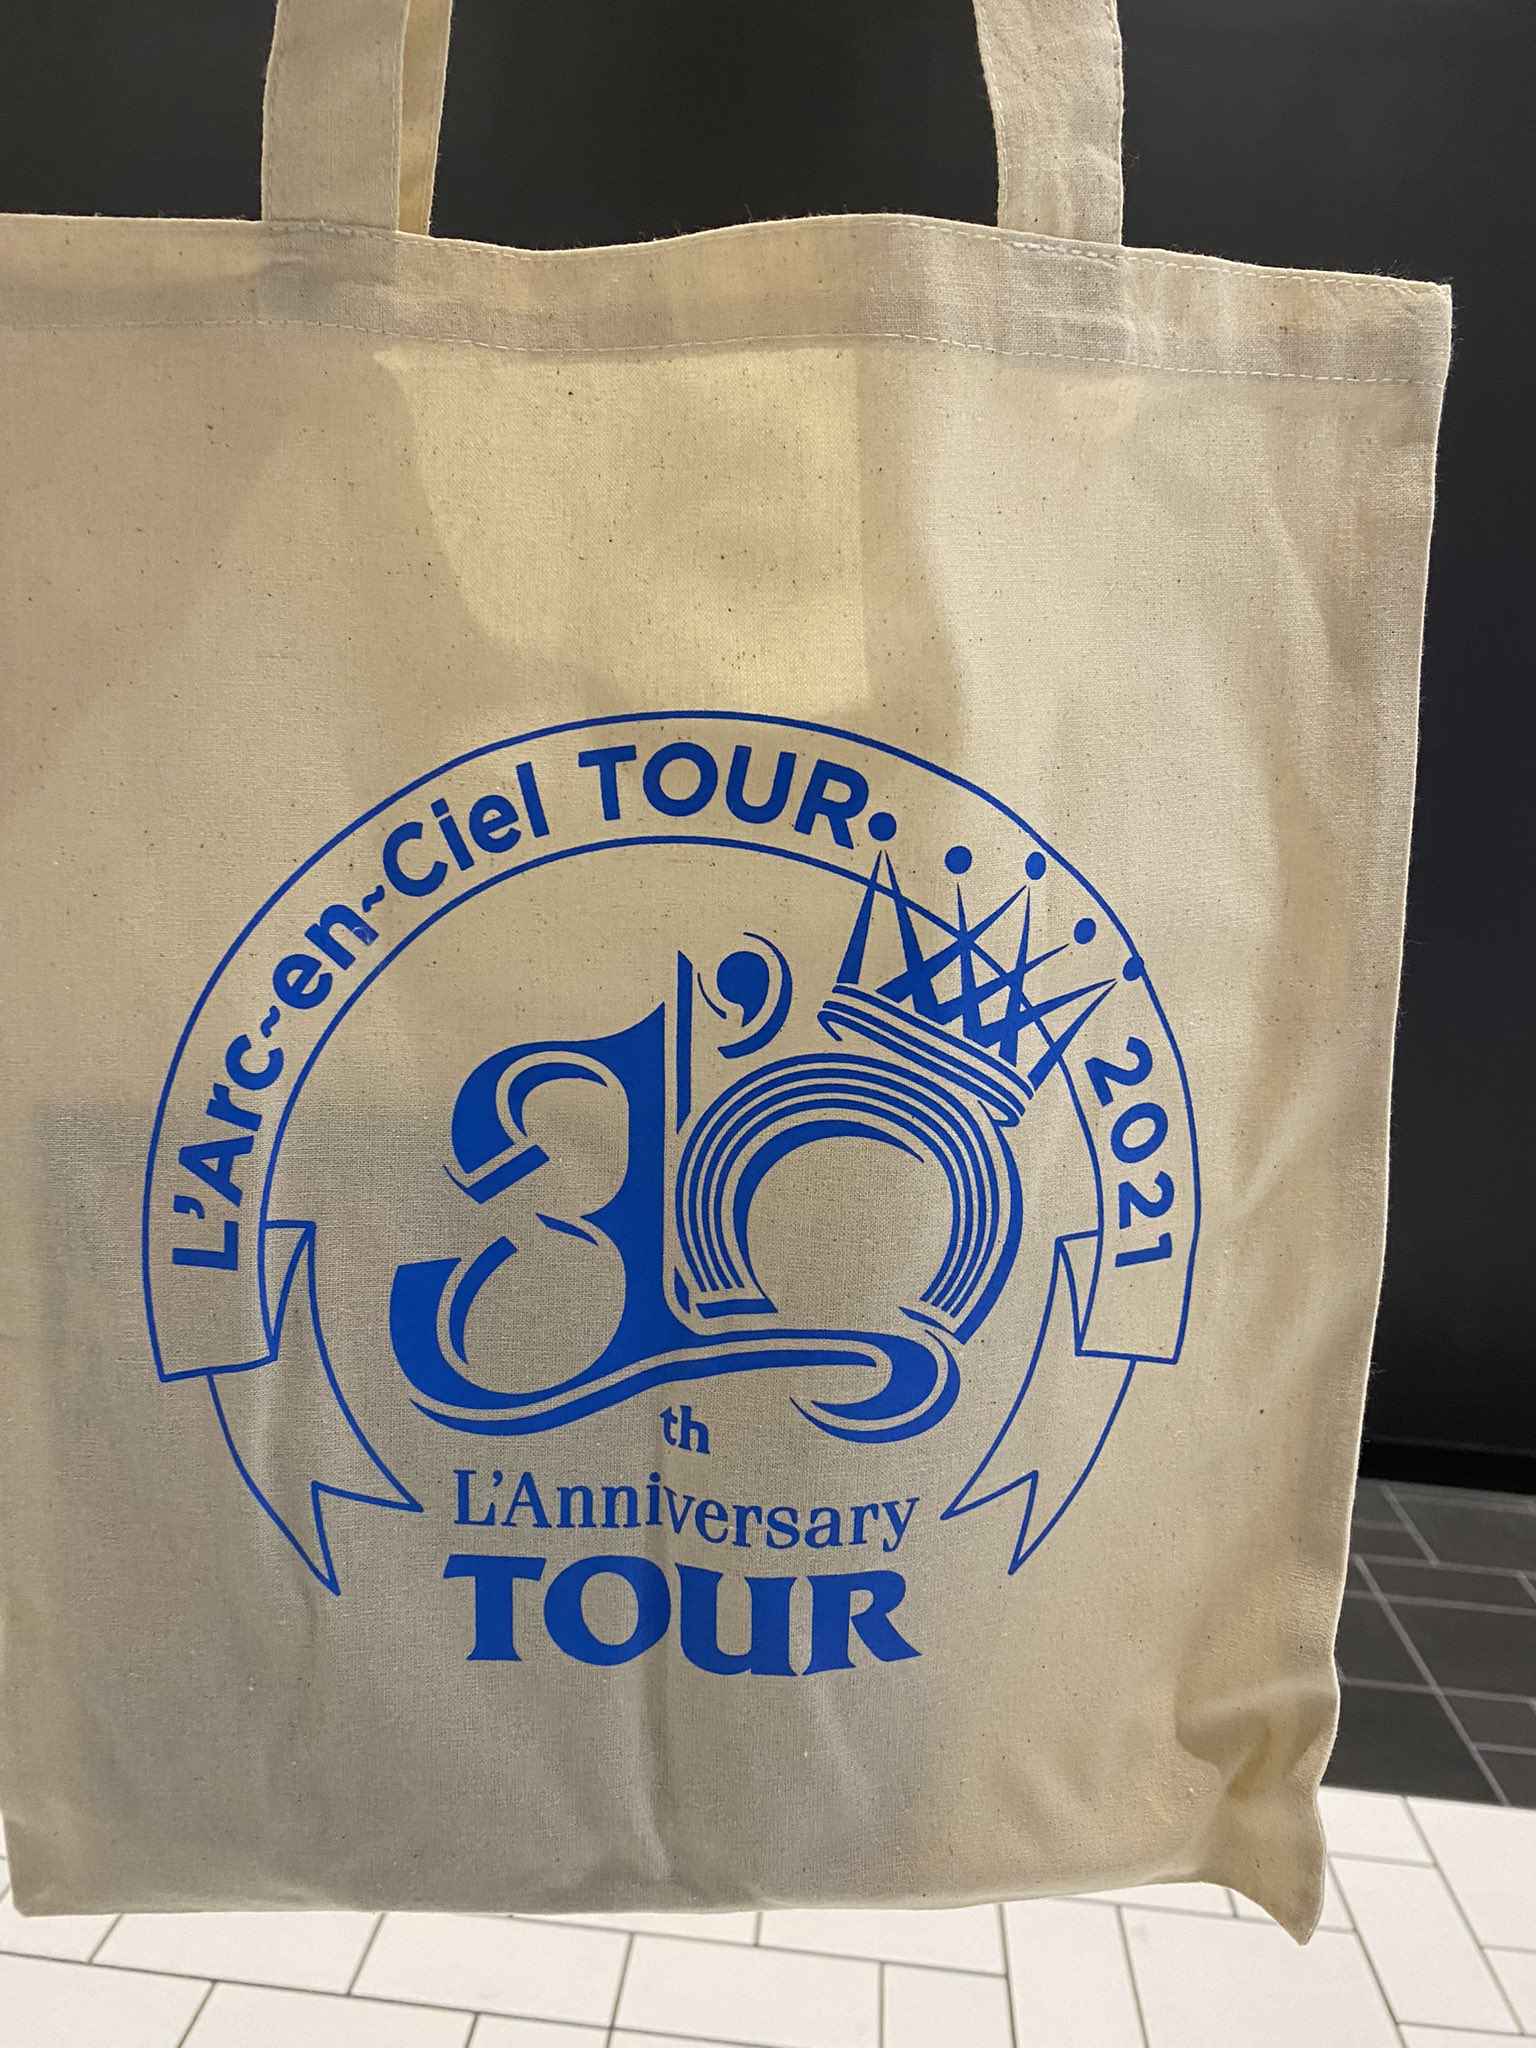 L'Arc~en~Ciel TOUR 2021
30
th
L'Anniversary
TOUR